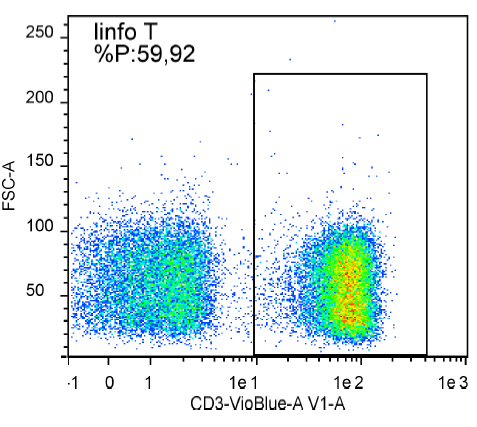 linfo T
%P:59,92
250
200
150
100
50
FSC-A
-1 0 1 1e1 1e2 1e3
CD3-VioBlue-A V1-A